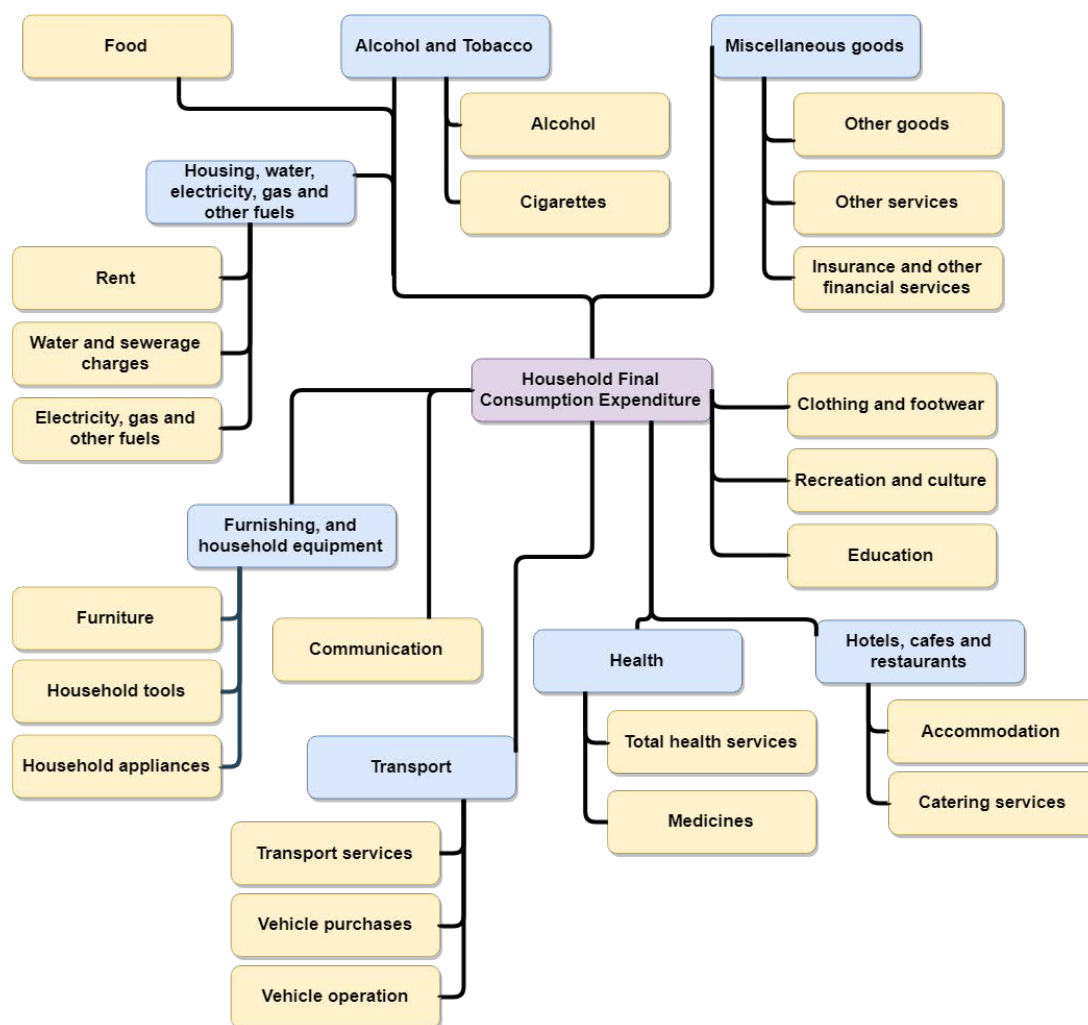 Food
Alcohol and Tobacco
Miscellaneous goods
Alcohol
Cigarettes
Other goods
Other services
Insurance and other
financial services
Housing, water,
electricity, gas and
other fuels
Rent
Water and sewerage
charges
Electricity, gas and
other fuels
Household Final
Consumption Expenditure
Clothing and footwear
Recreation and culture
Education
Furnishing, and
household equipment
Furniture
Household tools
Household appliances
Communication
Health
Total health services
Medicines
Hotels, cafes and
restaurants
Accommodation
Catering services
Transport
Transport services
Vehicle purchases
Vehicle operation